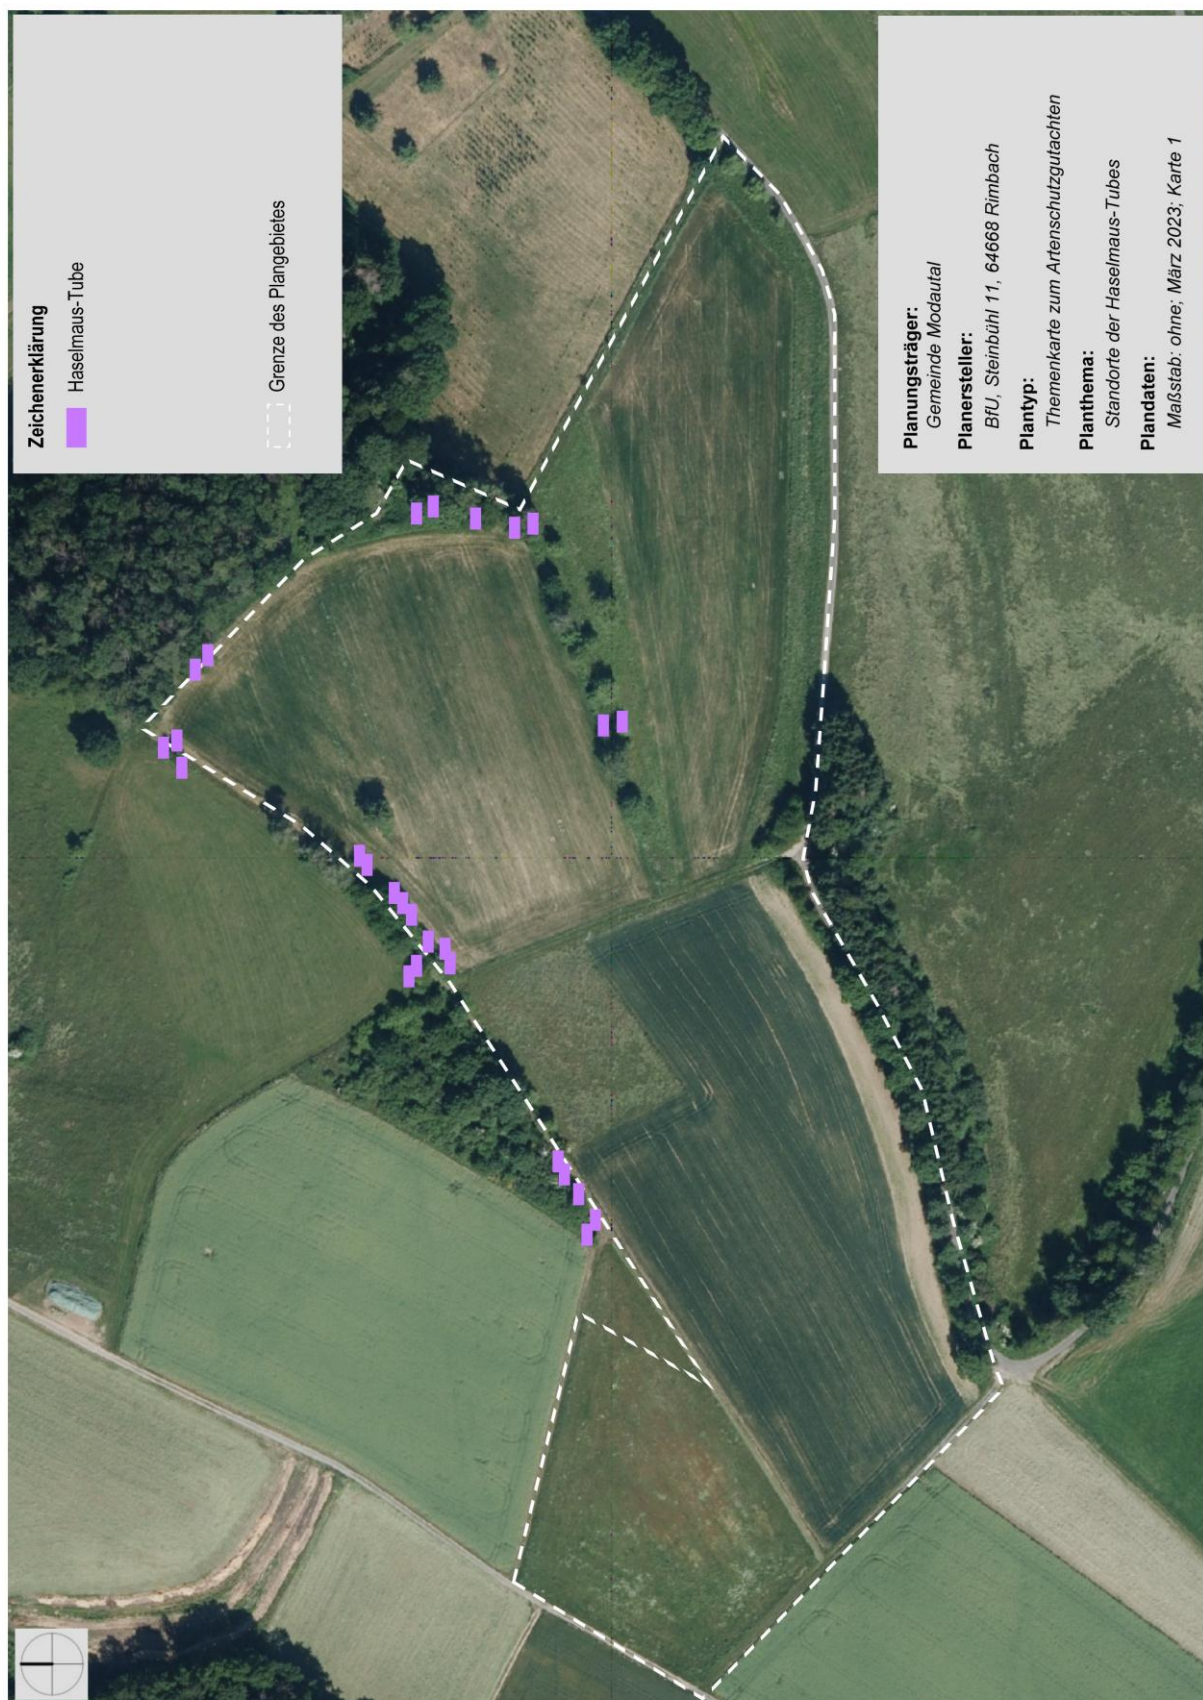 Zeichenerklärung
Haselmaus-Tube
Grenze des Plangebietes
Planungsträger:
Gemeinde Modautal
Planersteller:
BfU, Steinbühl 11, 64668 Rimbach
Plantyp:
Themenkarte zum Artenschutzgutachten
Planthema:
Standorte der Haselmaus-Tubes
Plandaten:
Maßstab: ohne; März 2023; Karte 1